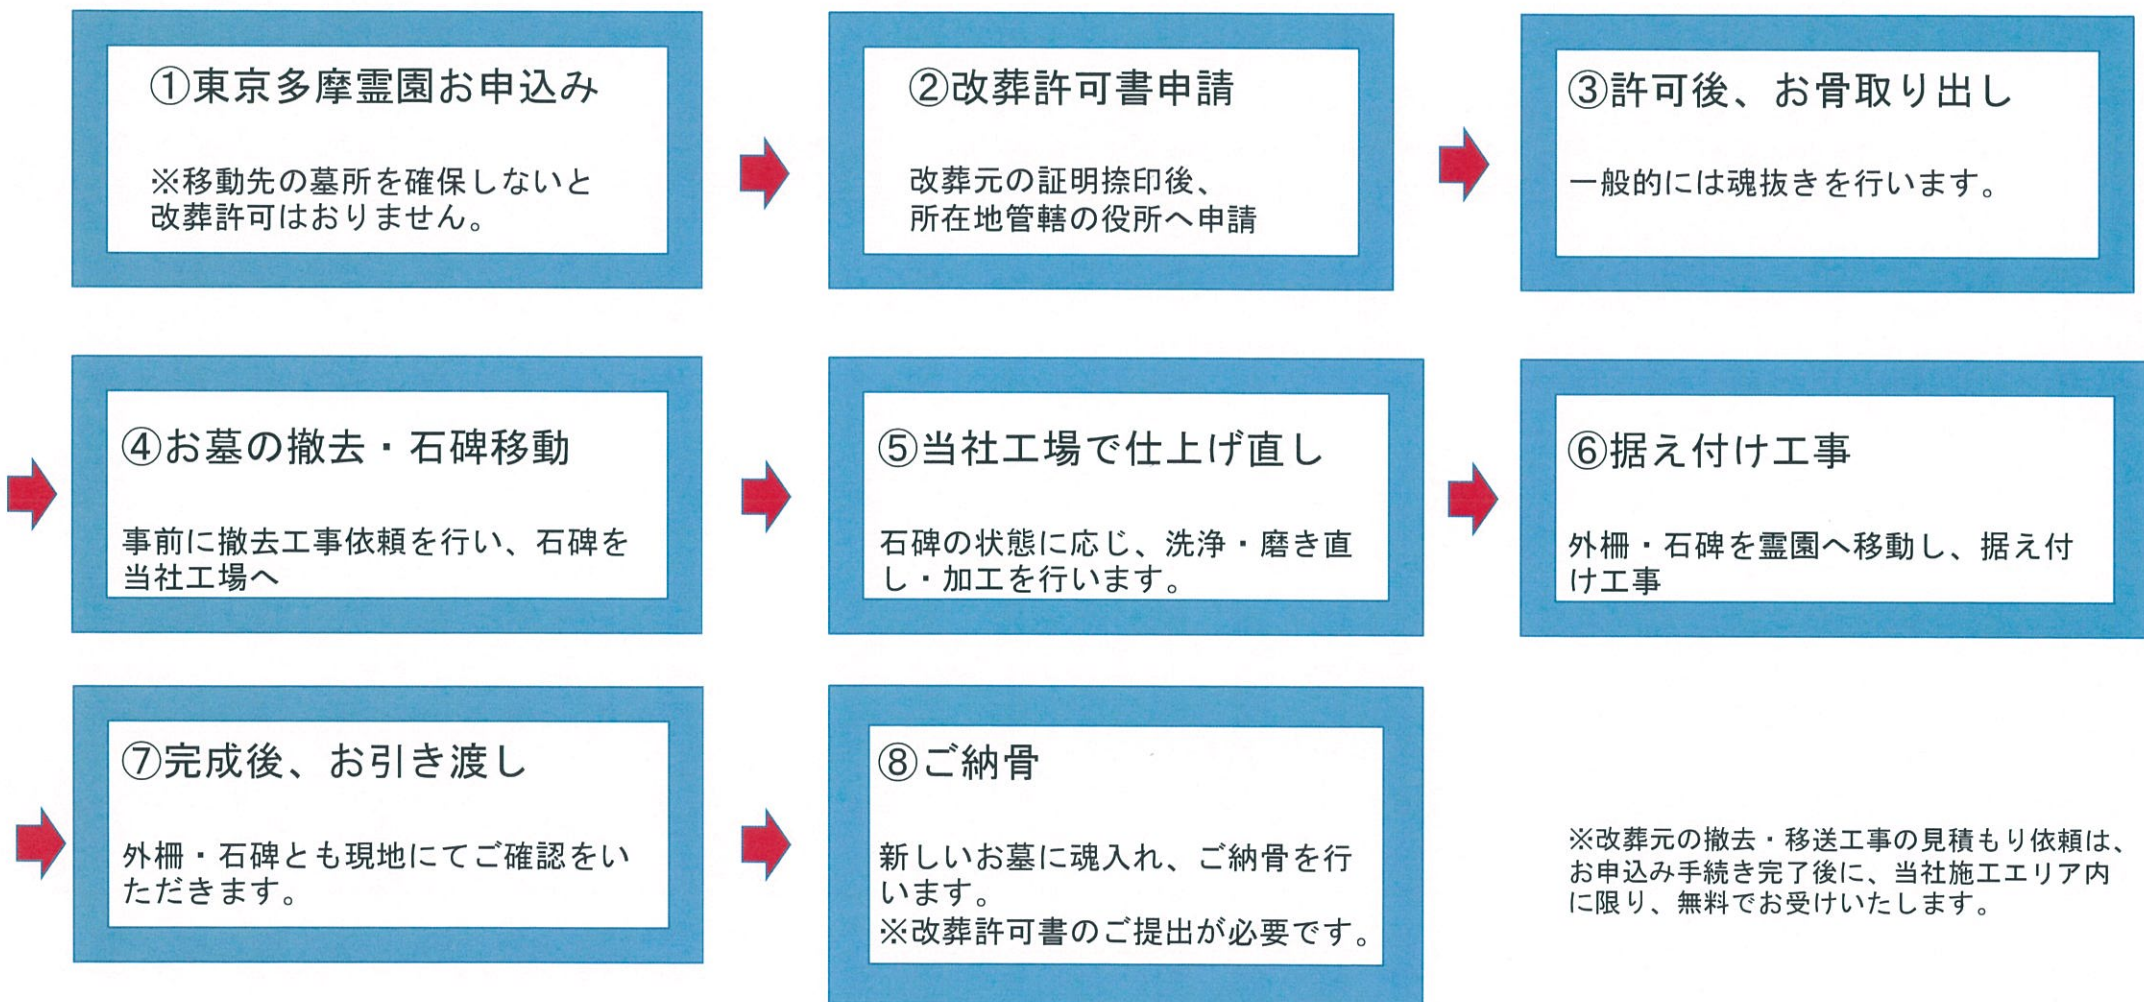 ①東京多摩霊園お申込み
※移動先の墓所を確保しないと
改葬許可はおりません。
②改葬許可書申請
改葬元の証明捺印後、
所在地管轄の役所へ申請
③許可後、お骨取り出し
一般的には魂抜きを行います。
④お墓の撤去・石碑移動
事前に撤去工事依頼を行い、石碑を
当社工場へ
⑤当社工場で仕上げ直し
石碑の状態に応じ、洗浄・磨き直
し・加工を行います。
⑥据え付け工事
外柵・石碑を霊園へ移動し、据え付
け工事
⑦完成後、お引き渡し
外柵・石碑とも現地にてご確認をい
ただきます。
⑧ご納骨
新しいお墓に魂入れ、ご納骨を行
います。
※改葬許可書のご提出が必要です。
※改葬元の撤去・移送工事の見積もり依頼は、
お申込み手続き完了後に、当社施工エリア内
に限り、無料でお受けいたします。